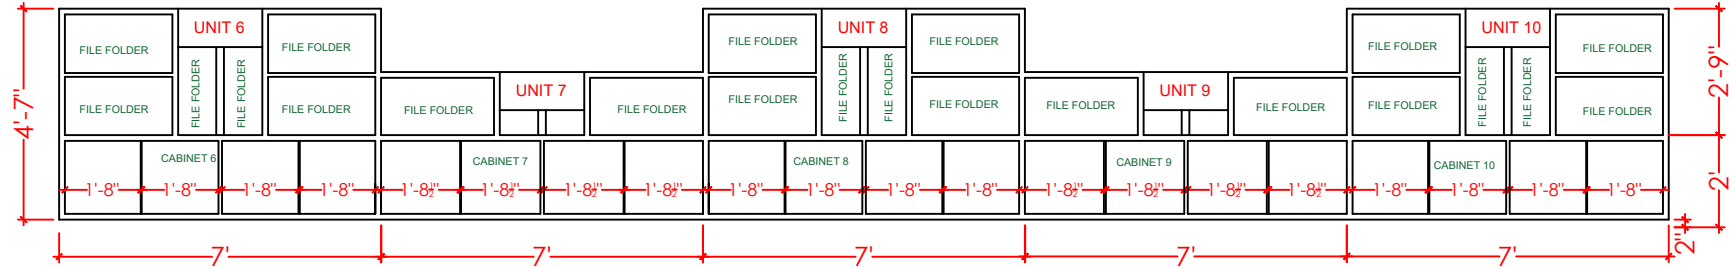 UNIT 6
UNIT 8
UNIT 10
FILE FOLDER
FILE FOLDER
FILE FOLDER
FILE FOLDER
FILE FOLDER
FILE FOLDER
4'-7"
2'-9"
FILE FOLDER
FILE FOLDER
FILE FOLDER
FILE FOLDER
FILE FOLDER
FILE FOLDER
UNIT 7
UNIT 9
FILE FOLDER
FILE FOLDER
FILE FOLDER
FILE FOLDER
FILE FOLDER
FILE FOLDER
FILE FOLDER
FILE FOLDER
FILE FOLDER
FILE FOLDER
CABINET 6
CABINET 7
CABINET 8
CABINET 9
CABINET 10
1'-8" 1'-8" 1'-8" 1'-8" 1'-8½" 1'-8½" 1'-8½" 1'-8½" 1'-8" 1'-8" 1'-8" 1'-8" 1'-8½" 1'-8½" 1'-8½" 1'-8½" 1'-8" 1'-8" 1'-8" 1'-8"
2'
2"
7' 7' 7' 7' 7'